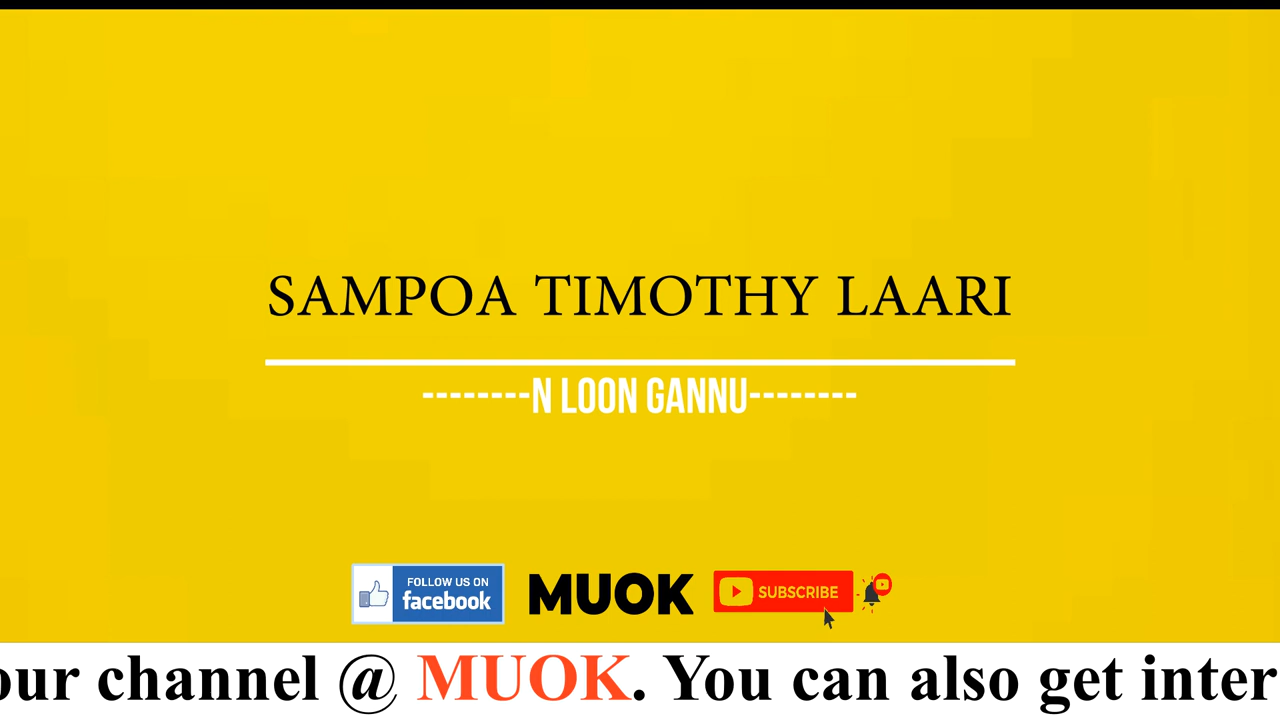 SAMPOA TIMOTHY LAARI
--------N LOON GANNU--------
FOLLOW US ON
facebook
MUOK
SUBSCRIBE
our channel @ MUOK. You can also get inter